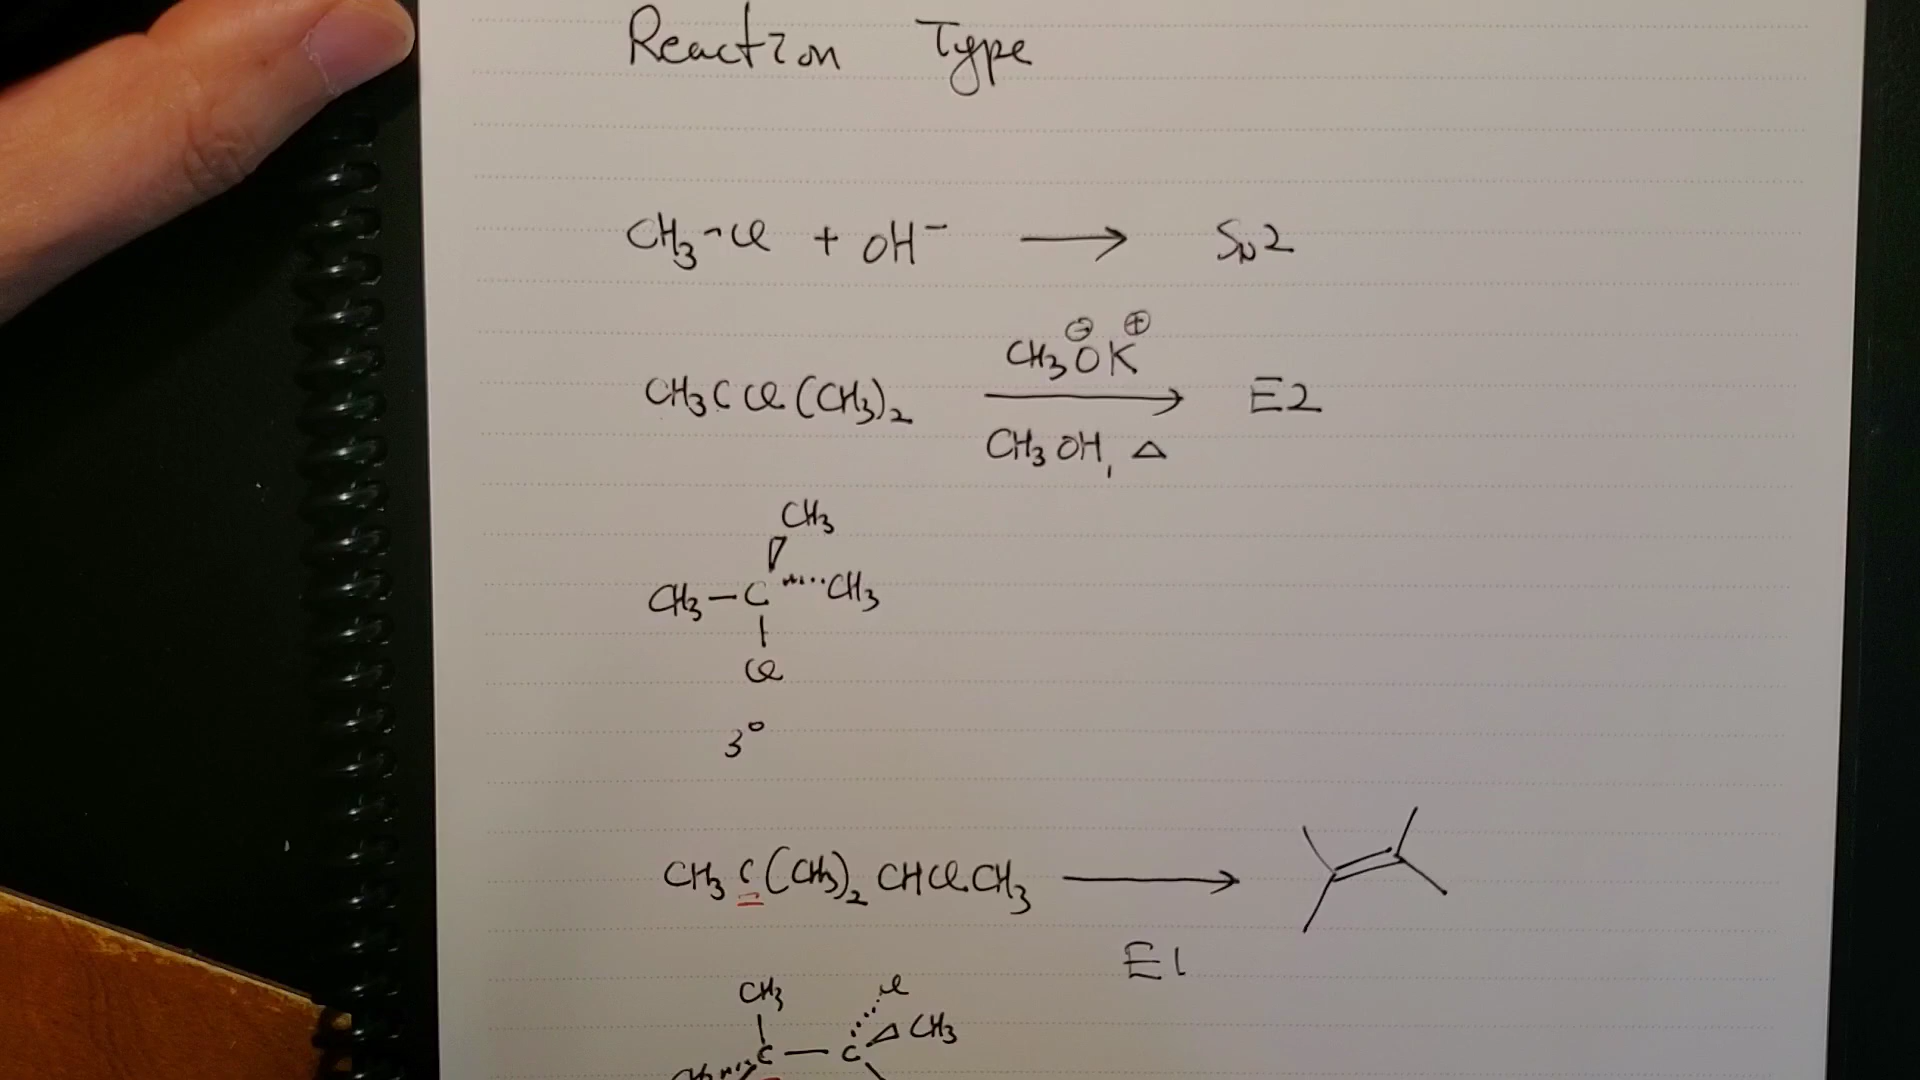 Reaction Type
CH3-Cl + OH⁻ → SN2
CH3O⊖ K⊕
CH3CCl(CH3)2 → E2
CH3OH, △
CH3
CH3-C CH3
Cl
3°
CH3C(CH3)2CHClCH3 →
E1
CH3 Cl
C - C CH3